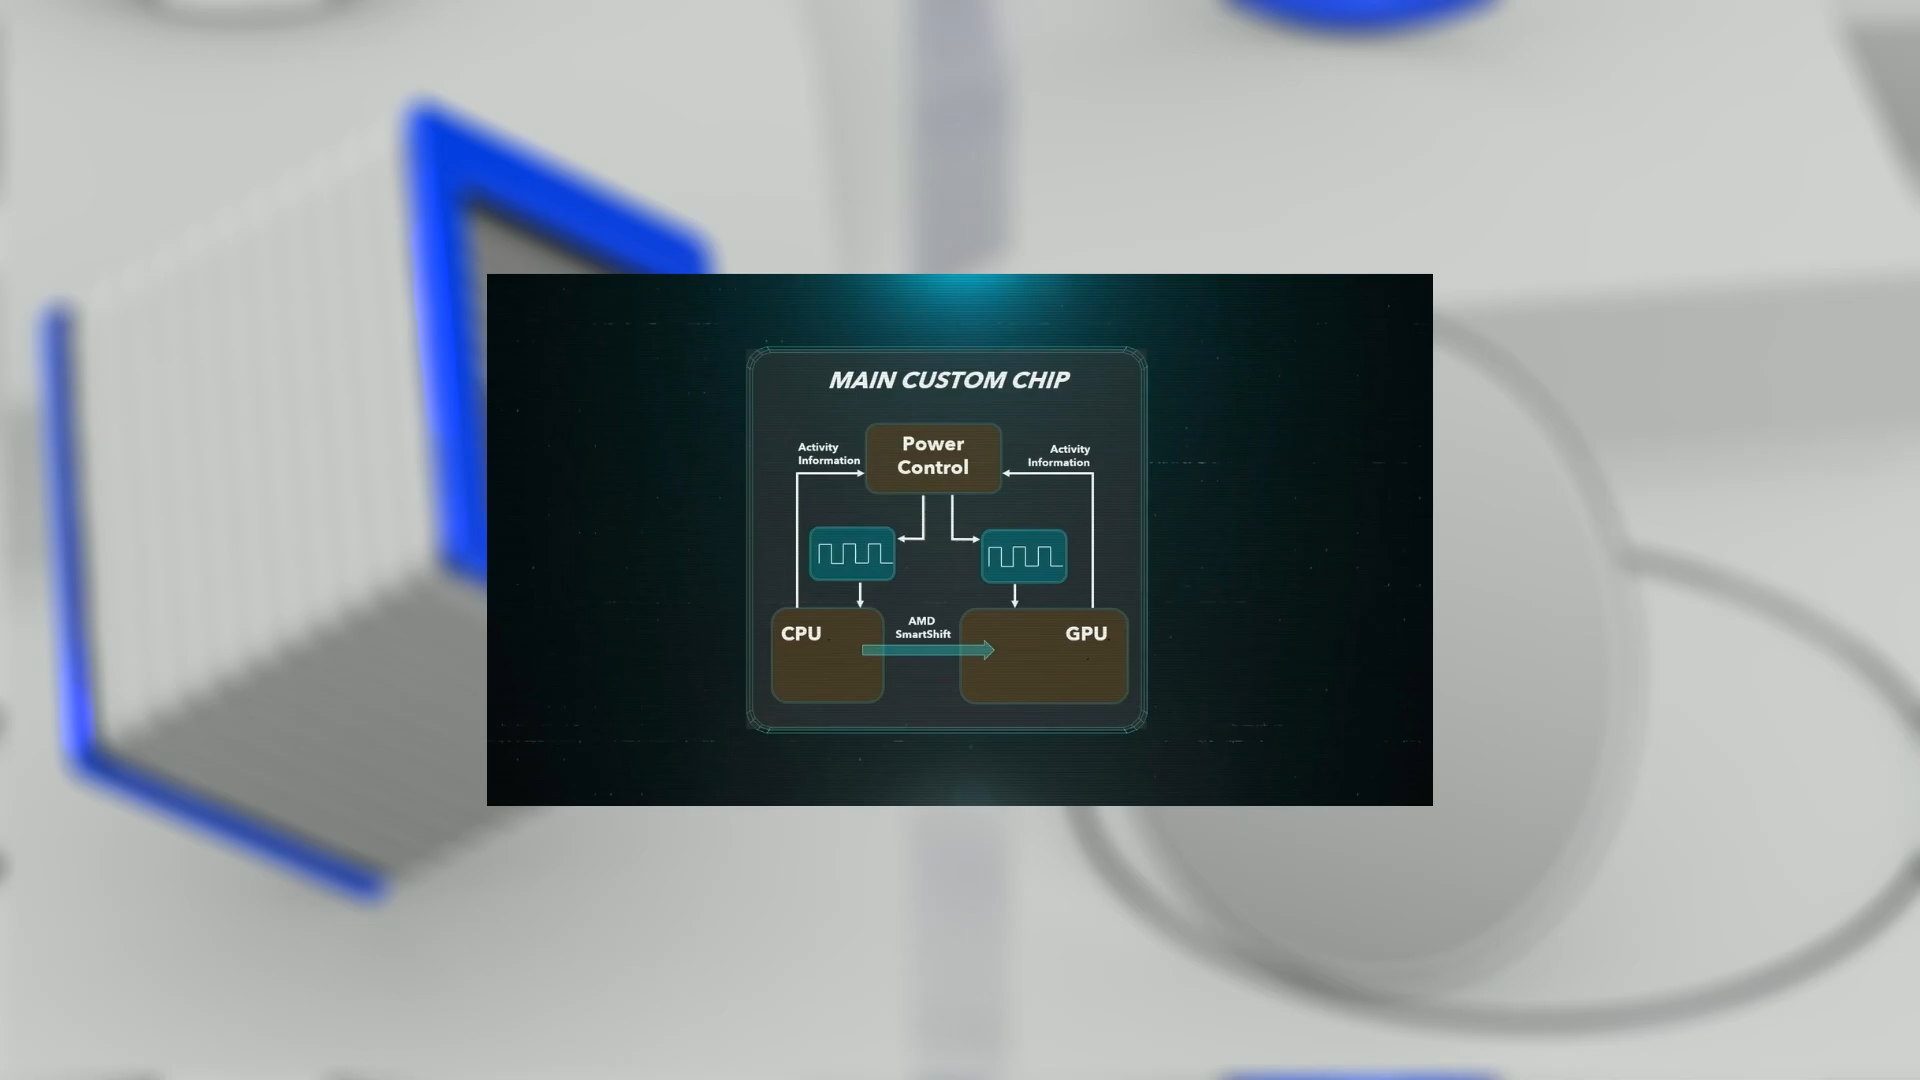 MAIN CUSTOM CHIP
Power
Control
Activity
Information
Activity
Information
CPU
AMD
SmartShift
GPU